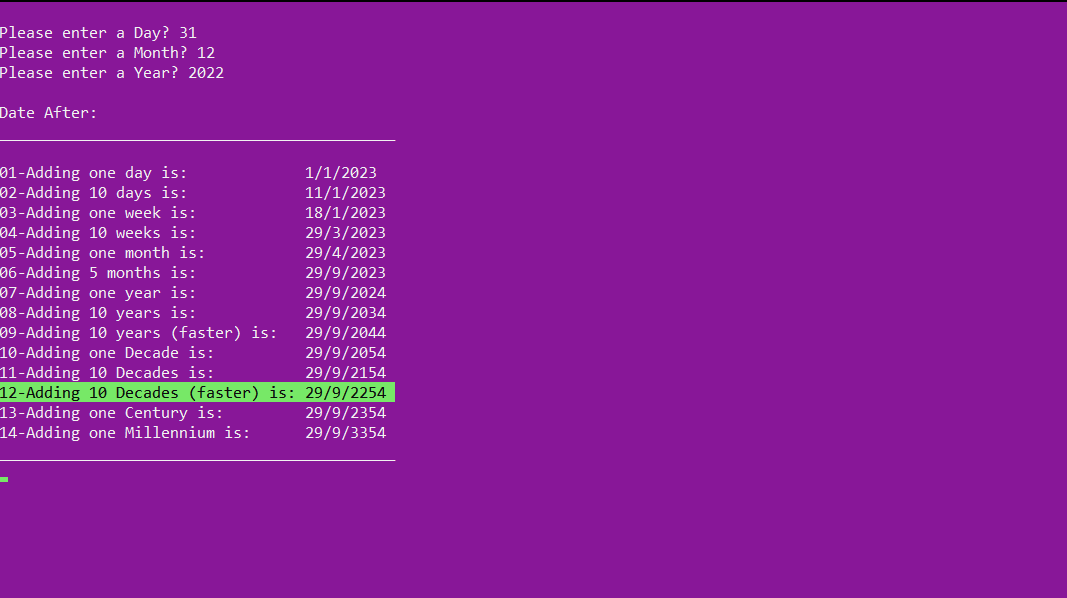 Please enter a Day? 31
Please enter a Month? 12
Please enter a Year? 2022
Date After:
01-Adding one day is: 1/1/2023
02-Adding 10 days is: 11/1/2023
03-Adding one week is: 18/1/2023
04-Adding 10 weeks is: 29/3/2023
05-Adding one month is: 29/4/2023
06-Adding 5 months is: 29/9/2023
07-Adding one year is: 29/9/2024
08-Adding 10 years is: 29/9/2034
09-Adding 10 years (faster) is: 29/9/2044
10-Adding one Decade is: 29/9/2054
11-Adding 10 Decades is: 29/9/2154
12-Adding 10 Decades (faster) is: 29/9/2254
13-Adding one Century is: 29/9/2354
14-Adding one Millennium is: 29/9/3354